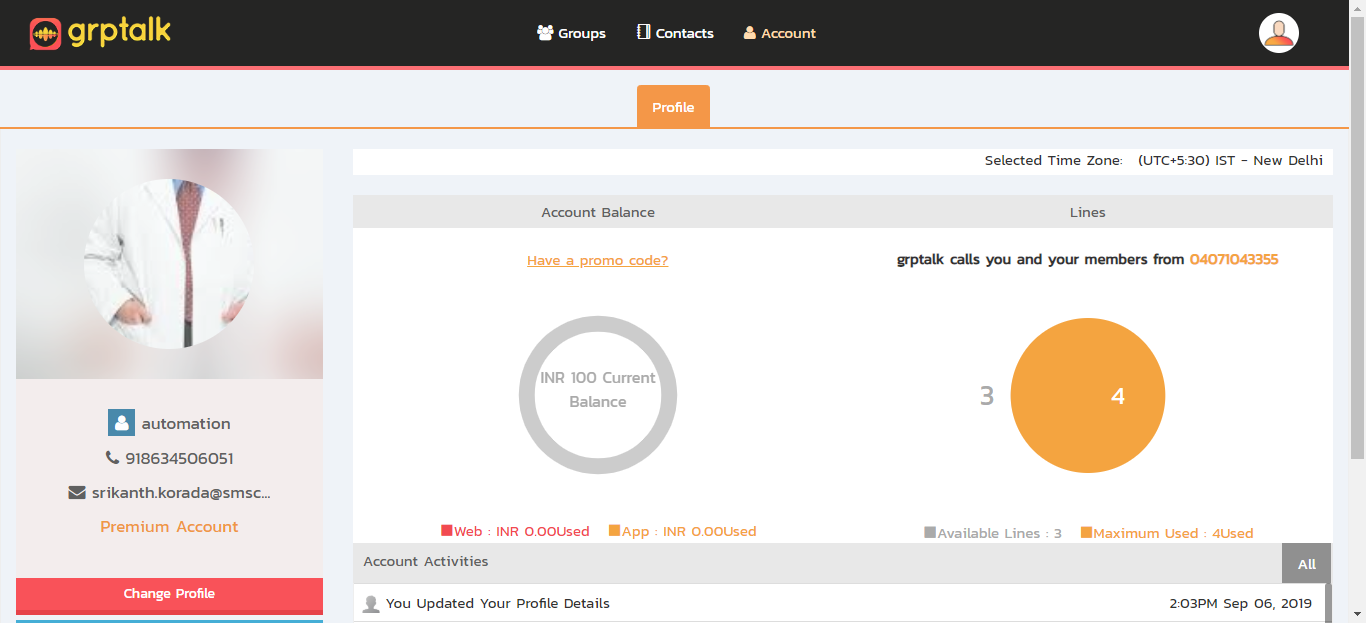 grptalk
Groups Contacts Account
Profile
Selected Time Zone: (UTC+5:30) IST - New Delhi
Account Balance
Have a promo code?
INR 100 Current
Balance
Web : INR 0.00Used App : INR 0.00Used
Lines
grptalk calls you and your members from 04071043355
3 4
Available Lines : 3 Maximum Used : 4Used
automation
918634506051
srikanth.korada@smsc...
Premium Account
Change Profile
Account Activities
All
You Updated Your Profile Details 2:03PM Sep 06, 2019